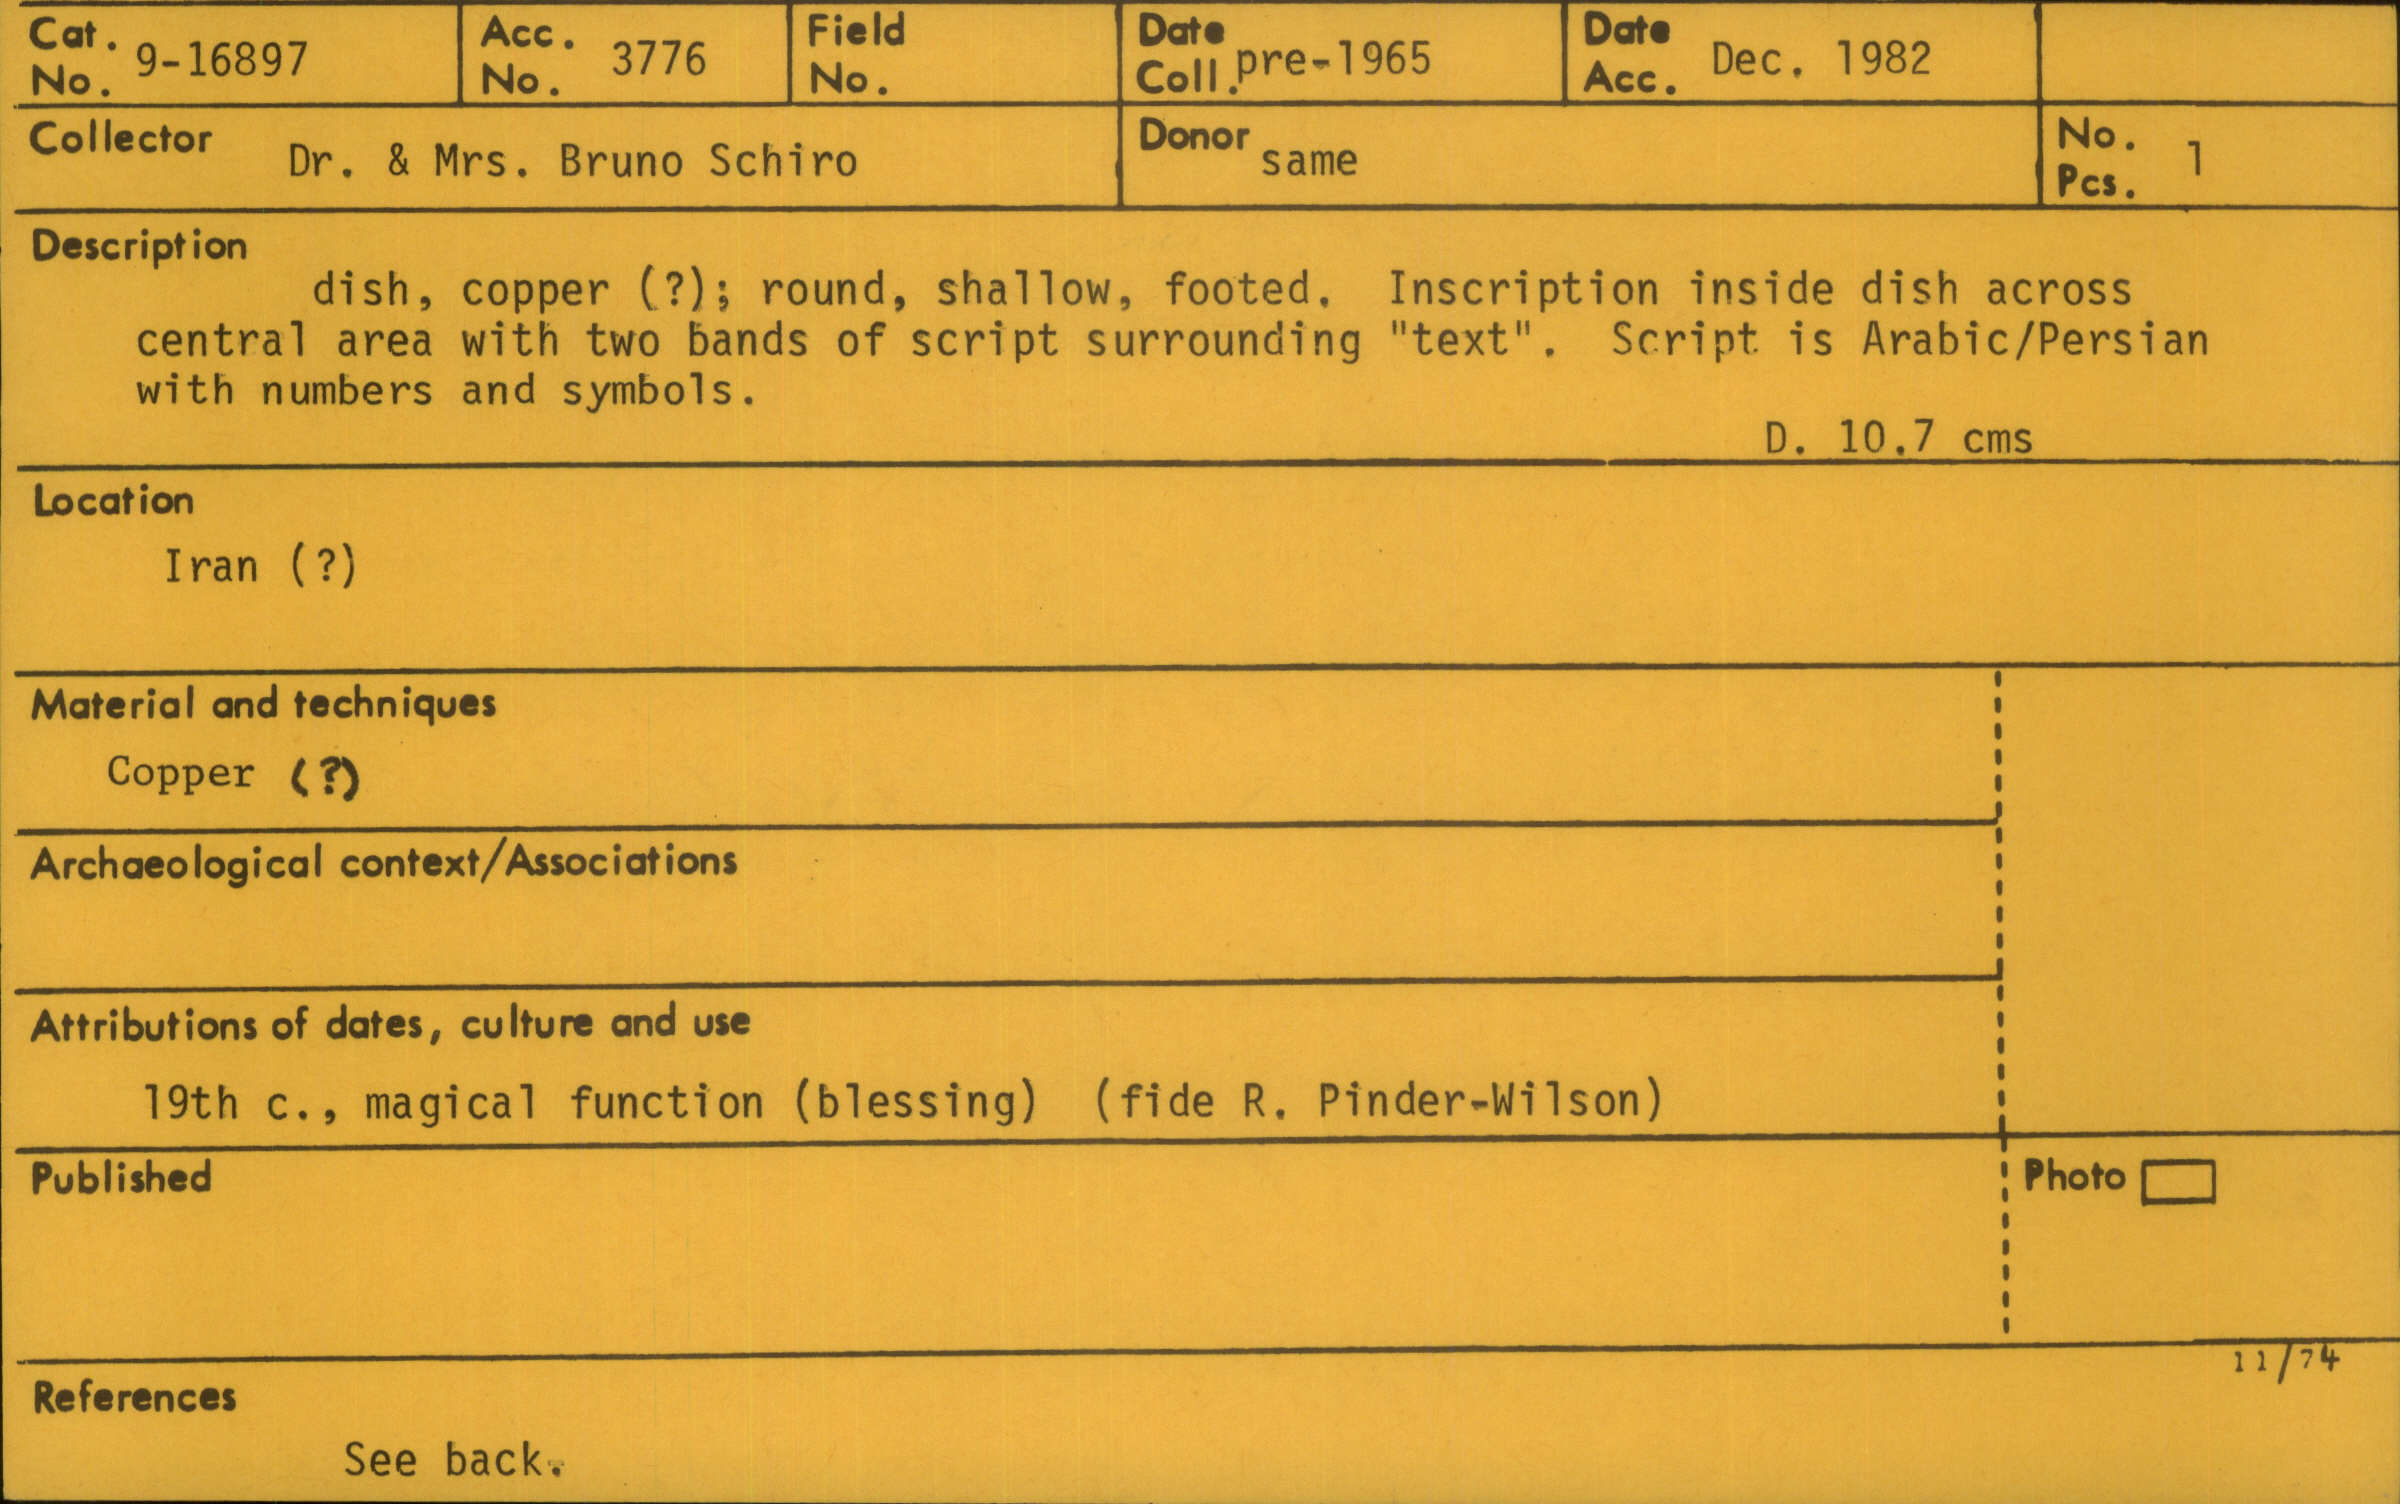 Cat. No. 9-16897 Acc. No. 3776 Field No. Date Coll. pre-1965 Date Acc. Dec. 1982
Collector Dr. & Mrs. Bruno Schiro Donor same No. Pcs. 1
Description
dish, copper (?); round, shallow, footed. Inscription inside dish across
central area with two bands of script surrounding "text". Script is Arabic/Persian
with numbers and symbols.
D. 10.7 cms
Location
Iran (?)
Material and techniques
Copper (?)
Archaeological context/Associations
Attributions of dates, culture and use
19th c., magical function (blessing) (fide R. Pinder-Wilson)
Published
Photo
11/74
References
See back.